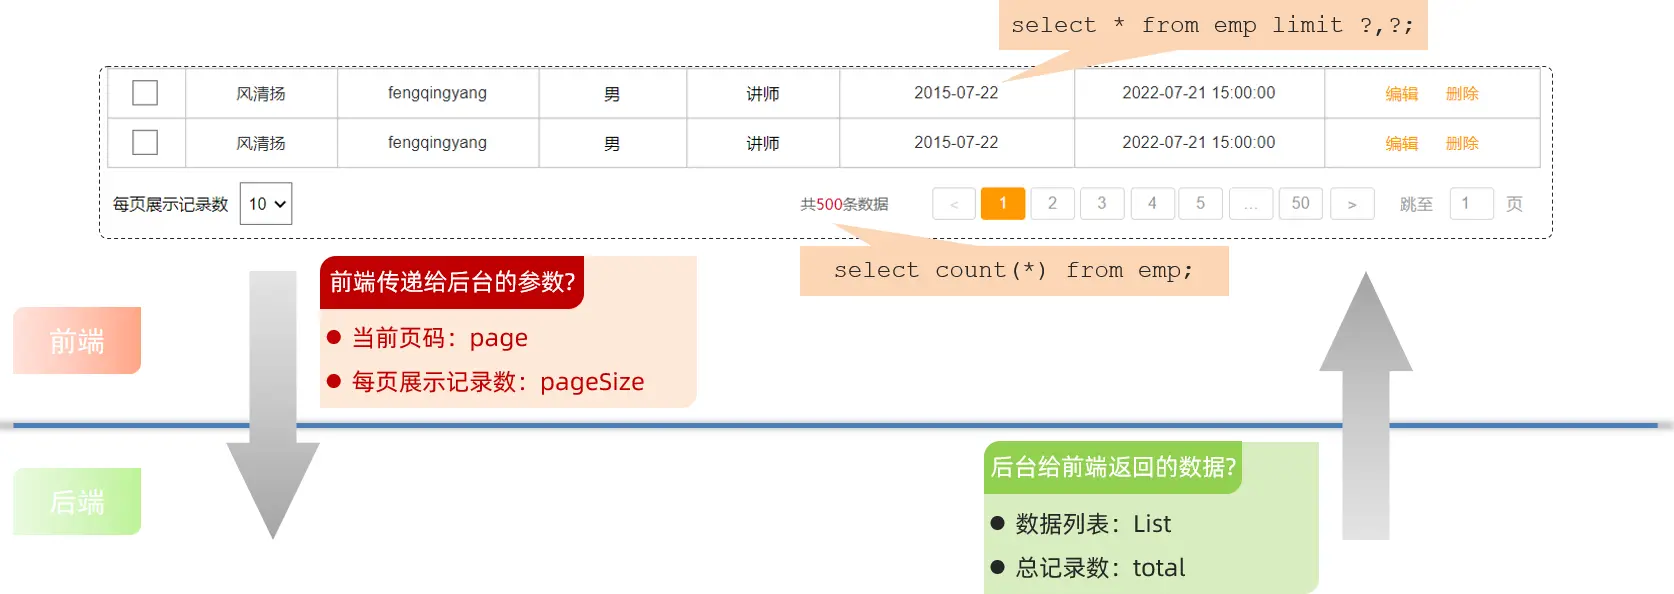 select * from emp limit ?,?;
风清扬 fengqingyang 男 讲师 2015-07-22 2022-07-21 15:00:00 编辑 删除
风清扬 fengqingyang 男 讲师 2015-07-22 2022-07-21 15:00:00 编辑 删除
每页展示记录数 10 共500条数据 < 1 2 3 4 5 ... 50 > 跳至 1 页
select count(*) from emp;
前端传递给后台的参数?
当前页码：page
每页展示记录数：pageSize
前端
后端
后台给前端返回的数据?
数据列表：List
总记录数：total